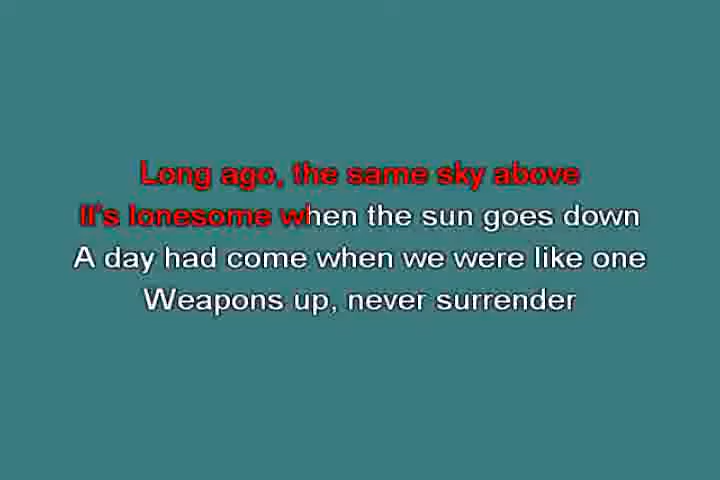 Long ago, the same sky above
It's lonesome when the sun goes down
A day had come when we were like one
Weapons up, never surrender